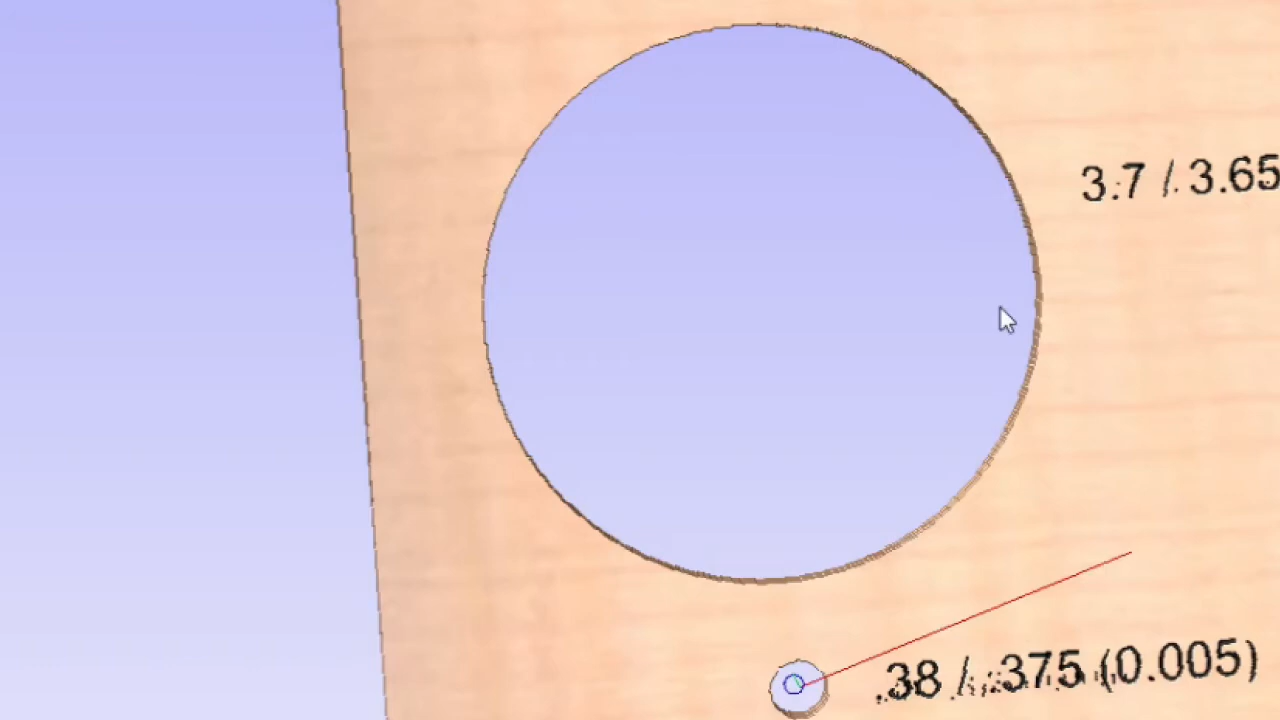 3.7 / 3.65
.38 / .375 (0.005)